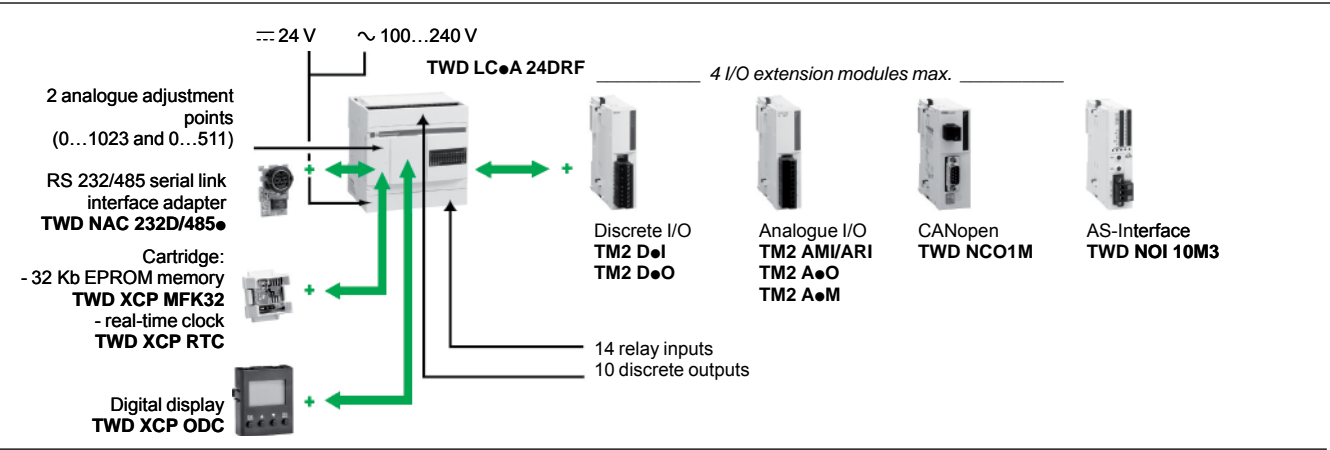 ⎓ 24 V
∿ 100…240 V
TWD LC●A 24DRF
4 I/O extension modules max.
2 analogue adjustment
points
(0…1023 and 0…511)
RS 232/485 serial link
interface adapter
TWD NAC 232D/485●
Cartridge:
- 32 Kb EPROM memory
TWD XCP MFK32
- real-time clock
TWD XCP RTC
Digital display
TWD XCP ODC
Discrete I/O
TM2 D●I
TM2 D●O
Analogue I/O
TM2 AMI/ARI
TM2 A●O
TM2 A●M
CANopen
TWD NCO1M
AS-Interface
TWD NOI 10M3
14 relay inputs
10 discrete outputs